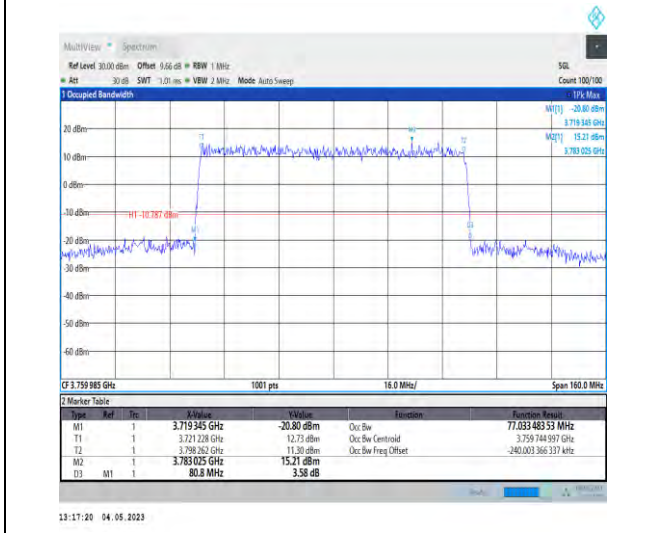 MultiView Spectrum
Ref Level 30.00 dBm Offset 9.66 dB RBW 1 MHz SGL
Att 30 dB SWT 1.01 ms VBW 2 MHz Mode Auto Sweep Count 100/100
1 Occupied Bandwidth 1Pk Max
M1[1] -20.80 dBm
3.719 345 GHz
20 dBm
M2[1] 15.21 dBm
3.783 025 GHz
T1
M2
T2
10 dBm
0 dBm
-10 dBm
H1 -10.787 dBm
M1
D3
-20 dBm
-30 dBm
-40 dBm
-50 dBm
-60 dBm
CF 3.759 985 GHz 1001 pts 16.0 MHz/ Span 160.0 MHz
2 Marker Table
Type Ref Trc X-Value Y-Value Function Function Result
M1 1 3.719 345 GHz -20.80 dBm Occ Bw 77.033 483 53 MHz
T1 1 3.721 228 GHz 12.73 dBm Occ Bw Centroid 3.759 744 997 GHz
T2 1 3.798 262 GHz 11.30 dBm Occ Bw Freq Offset -240.003 366 337 kHz
M2 1 3.783 025 GHz 15.21 dBm
D3 M1 1 80.8 MHz 3.58 dB
13:17:20 04.05.2023